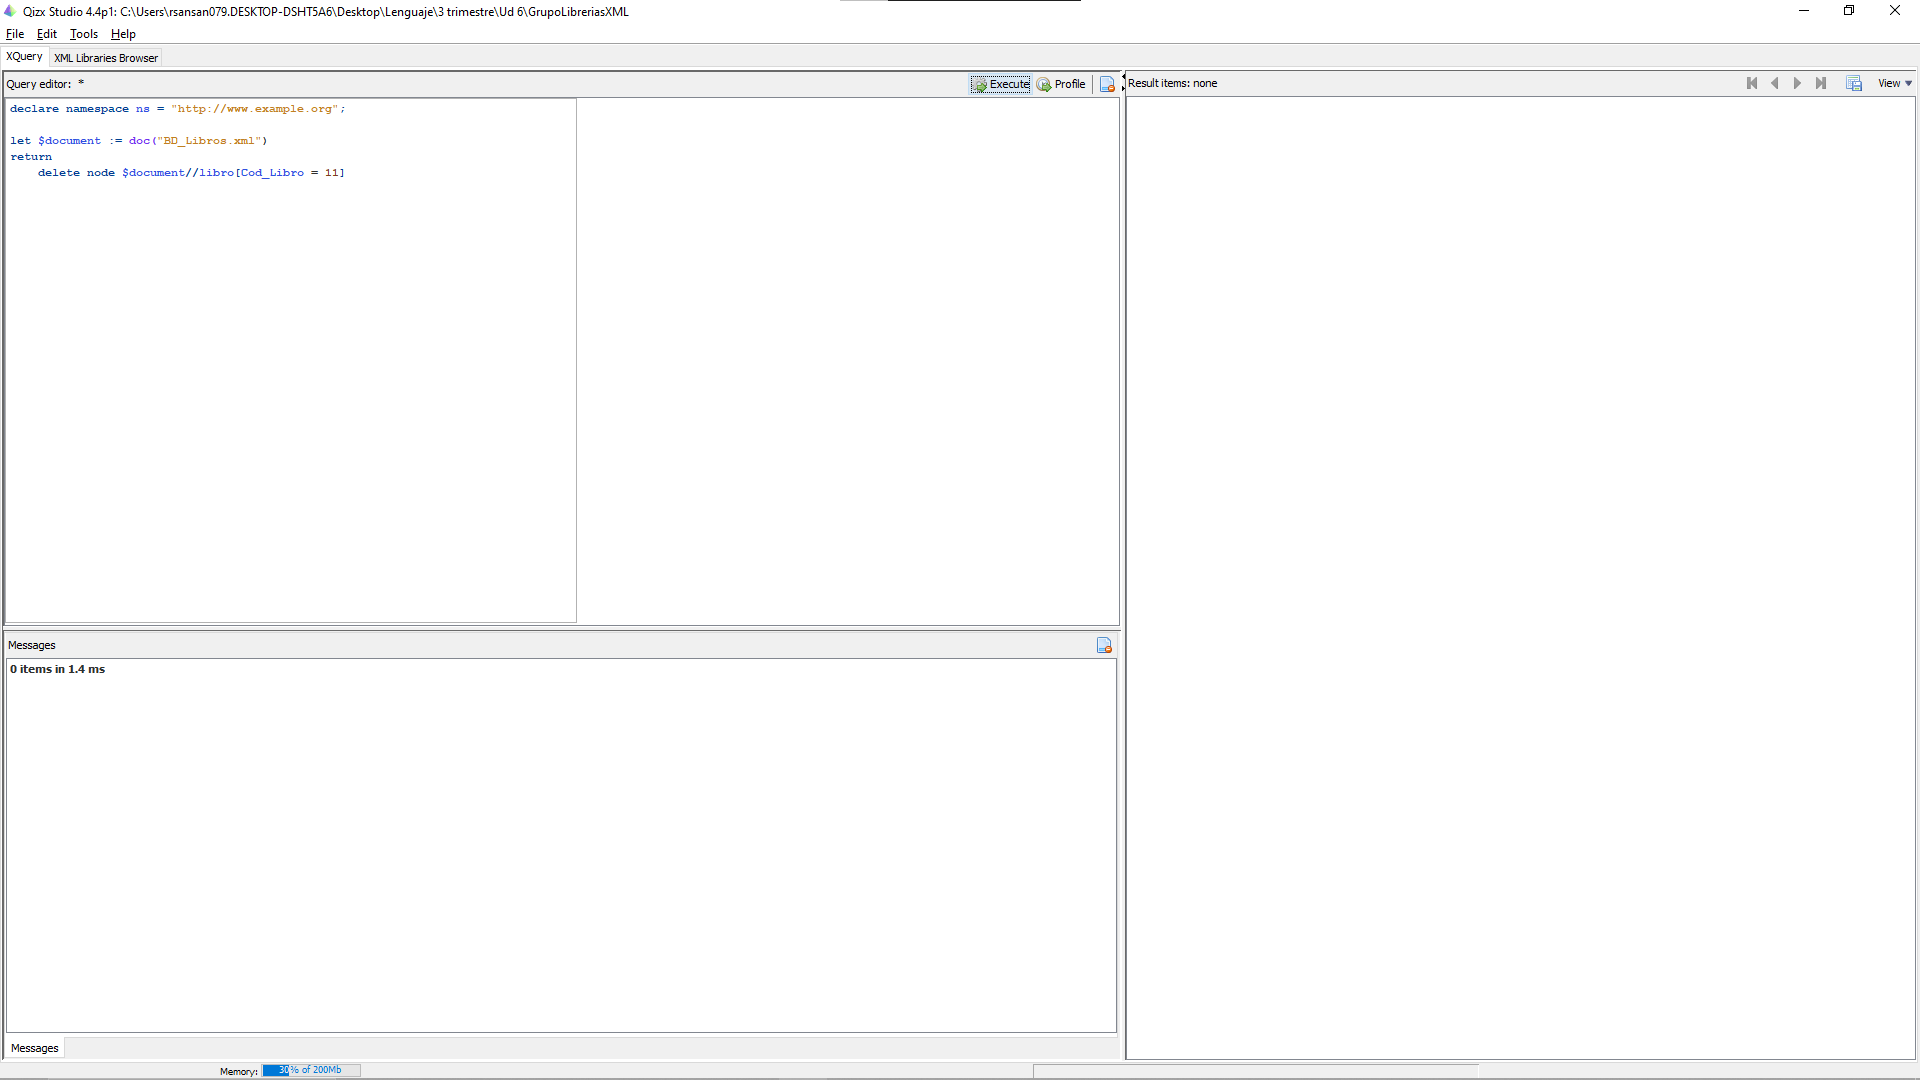 Qizx Studio 4.4p1: C:\Users\rsansan079.DESKTOP-DSHT5A6\Desktop\Lenguaje\3 trimestre\Ud 6\GrupoLibreriasXML
File Edit Tools Help
XQuery XML Libraries Browser
Query editor: * Execute Profile
declare namespace ns = "http://www.example.org";
let $document := doc("BD_Libros.xml")
return
delete node $document//libro[Cod_Libro = 11]
Messages
0 items in 1.4 ms
Messages
Result items: none View
Memory: 30% of 200Mb